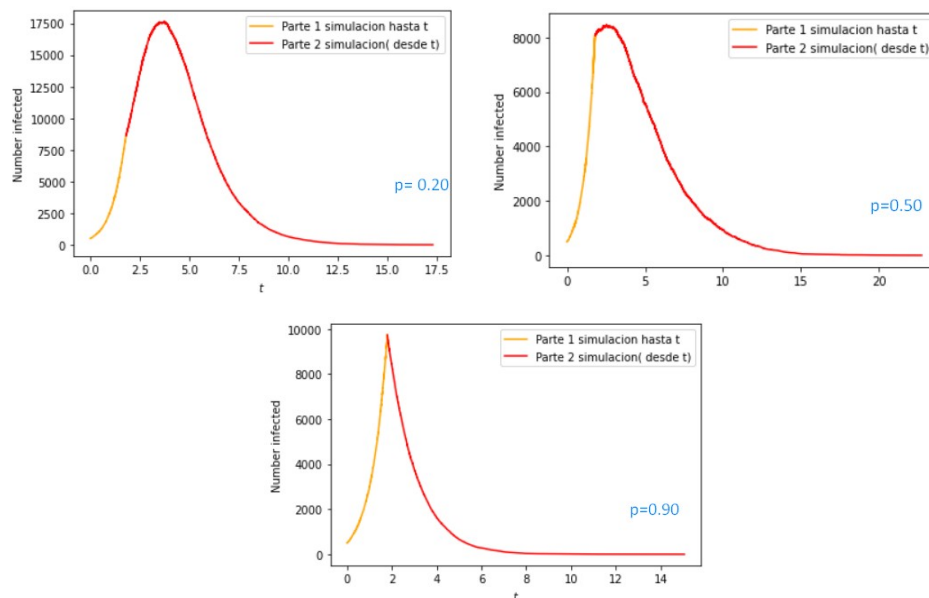 17500
15000
12500
10000
7500
5000
2500
0
Number infected
Parte 1 simulacion hasta t
Parte 2 simulacion( desde t)
p= 0.20
0.0 2.5 5.0 7.5 10.0 12.5 15.0 17.5
t
8000
6000
4000
2000
0
Number infected
Parte 1 simulacion hasta t
Parte 2 simulacion( desde t)
p=0.50
0 5 10 15 20
10000
8000
6000
4000
2000
0
Number infected
Parte 1 simulacion hasta t
Parte 2 simulacion( desde t)
p=0.90
0 2 4 6 8 10 12 14
t